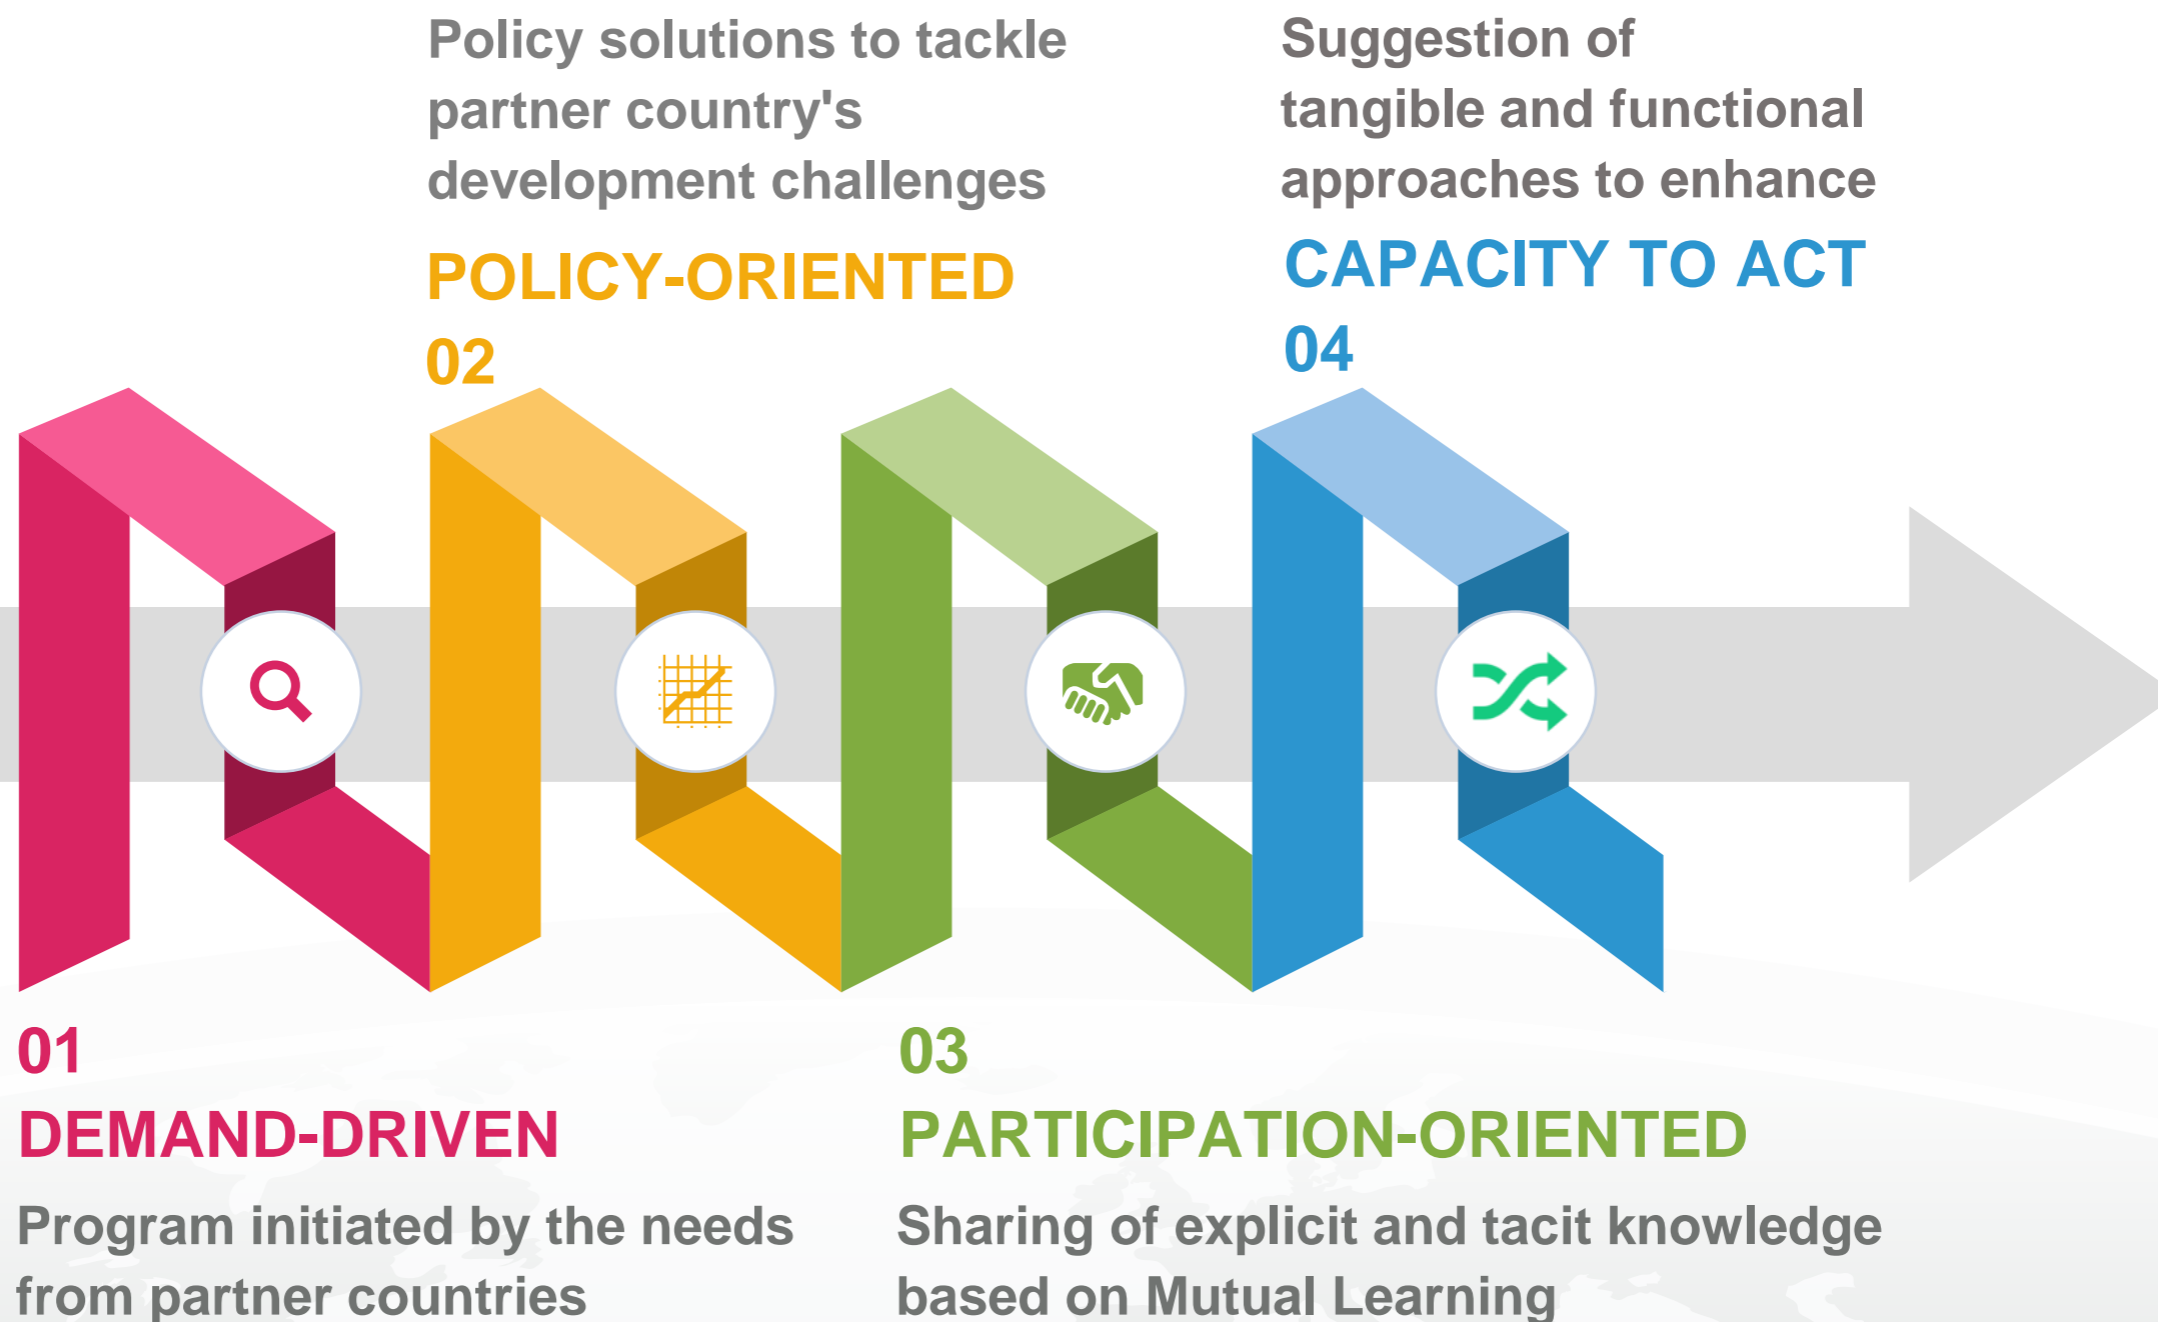 Policy solutions to tackle
partner country's
development challenges
POLICY-ORIENTED
02
Suggestion of
tangible and functional
approaches to enhance
CAPACITY TO ACT
04
01
DEMAND-DRIVEN
Program initiated by the needs
from partner countries
03
PARTICIPATION-ORIENTED
Sharing of explicit and tacit knowledge
based on Mutual Learning